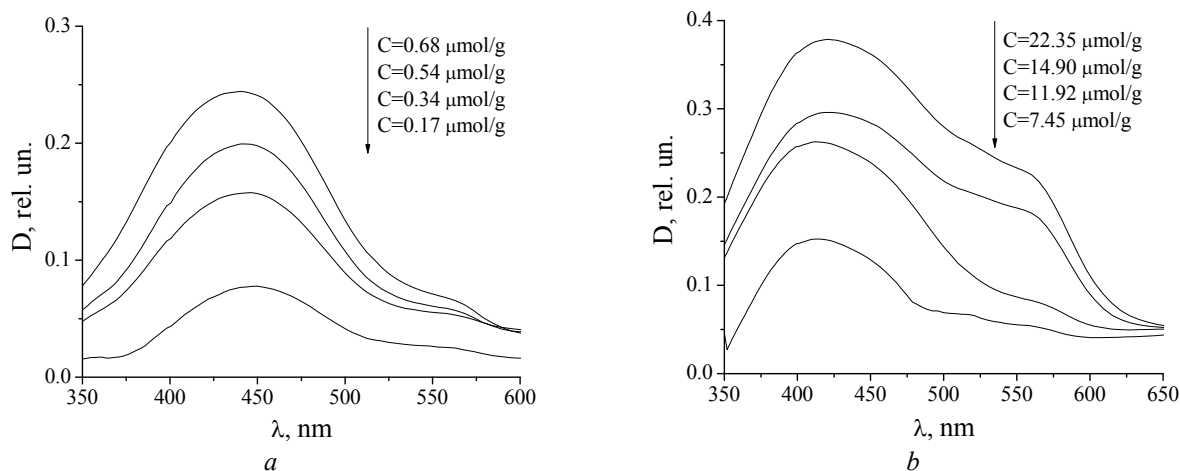 0.3
0.2
0.1
0.0
D, rel. un.
C=0.68 μmol/g
C=0.54 μmol/g
C=0.34 μmol/g
C=0.17 μmol/g
350 400 450 500 550 600
λ, nm
a
0.4
0.3
0.2
0.1
0.0
D, rel. un.
C=22.35 μmol/g
C=14.90 μmol/g
C=11.92 μmol/g
C=7.45 μmol/g
350 400 450 500 550 600 650
λ, nm
b